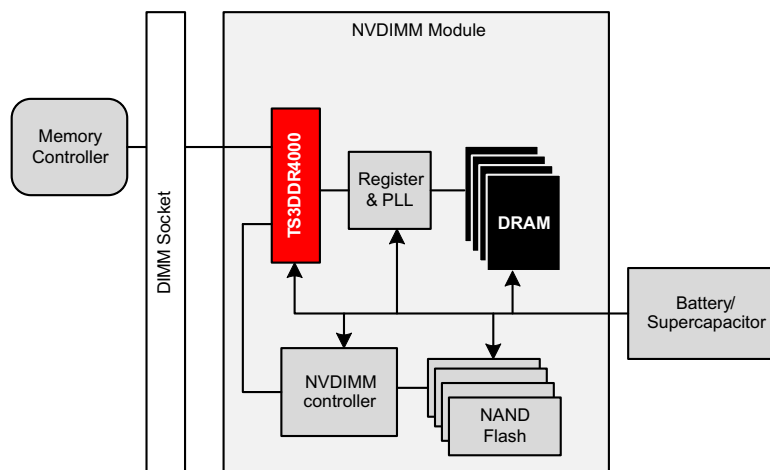 NVDIMM Module
Memory
Controller
DIMM Socket
TS3DDR4000
Register
& PLL
DRAM
Battery/
Supercapacitor
NVDIMM
controller
NAND
Flash